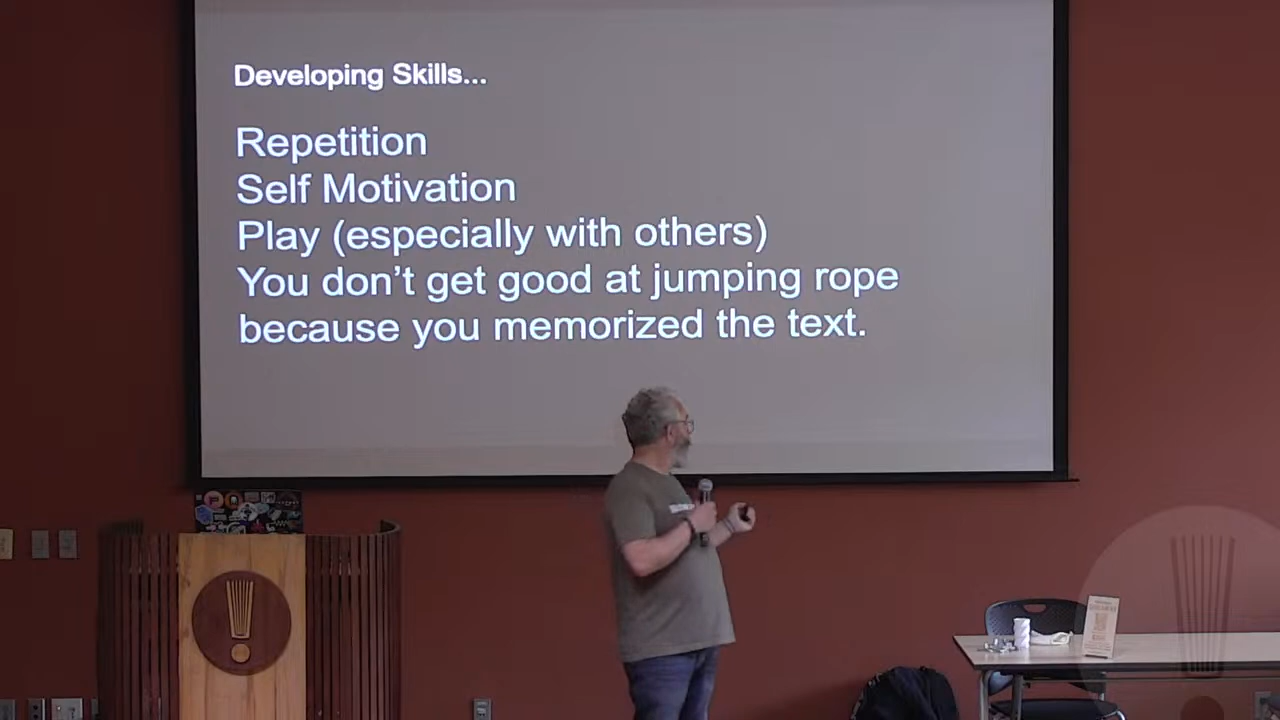 Developing Skills...
Repetition
Self Motivation
Play (especially with others)
You don’t get good at jumping rope
because you memorized the text.